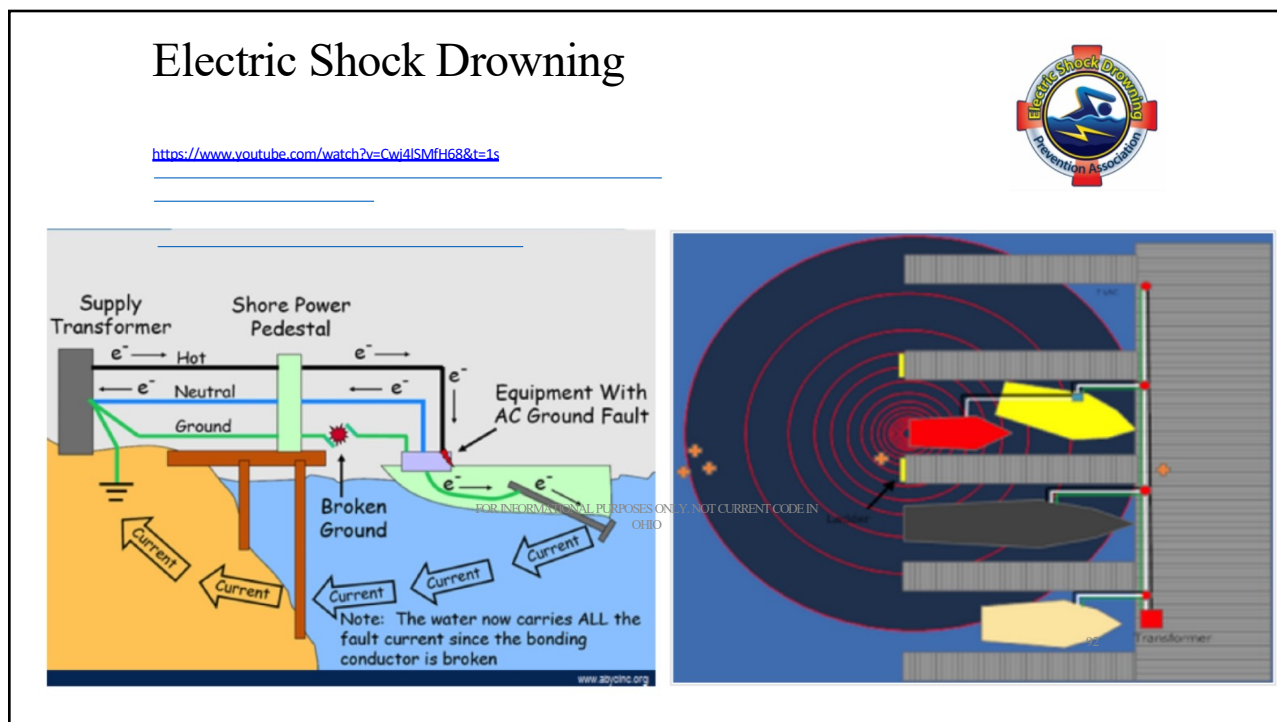 Electric Shock Drowning
Electric Shock Drowning
Prevention Association
https://www.youtube.com/watch?v=Cwj4lSMfH68&t=1s
Supply
Transformer
Shore Power
Pedestal
e⁻ Hot e⁻
e⁻ Neutral e⁻
e⁻
Ground
Equipment With
AC Ground Fault
e⁻ e⁻
Broken
Ground
Current
Current
Current
Current
Current
Note: The water now carries ALL the
fault current since the bonding
conductor is broken
www.abycinc.org
FOR INFORMATIONAL PURPOSES ONLY. NOT CURRENT CODE IN
OHIO
Ladder
92
Transformer